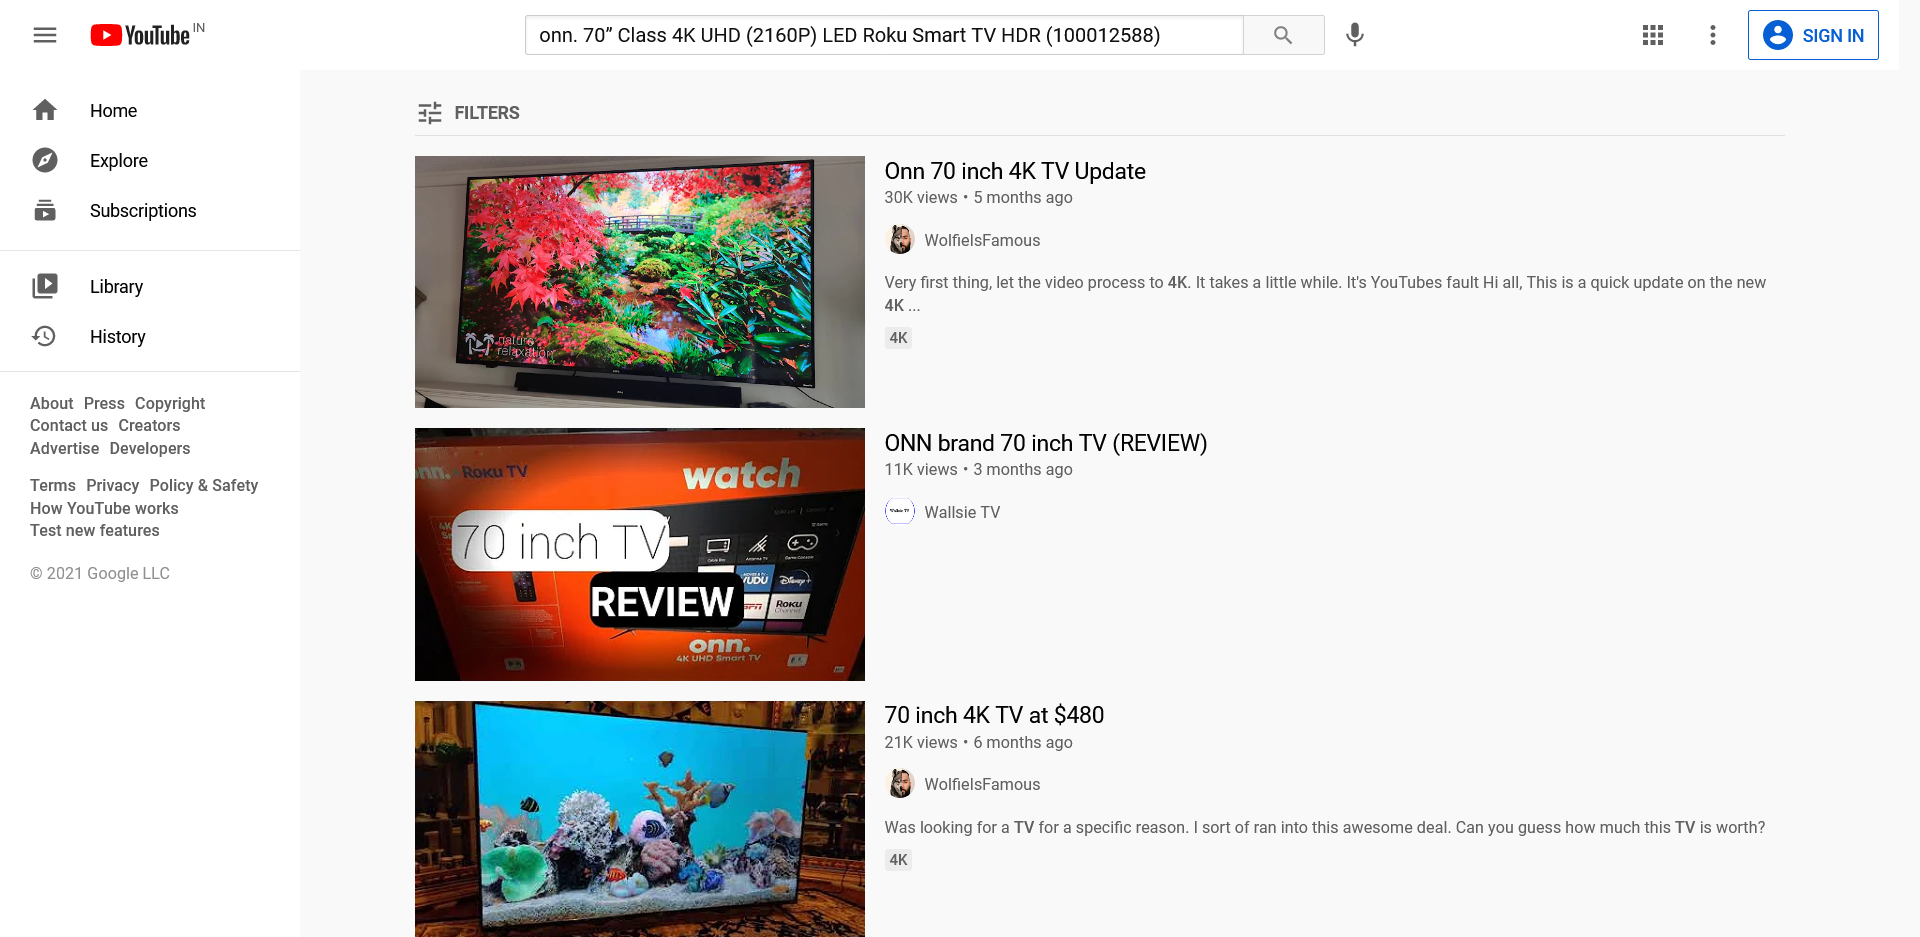 YouTube IN
onn. 70” Class 4K UHD (2160P) LED Roku Smart TV HDR (100012588)
SIGN IN
Home
Explore
Subscriptions
Library
History
About Press Copyright
Contact us Creators
Advertise Developers
Terms Privacy Policy & Safety
How YouTube works
Test new features
© 2021 Google LLC
FILTERS
nature
relaxation
Onn 70 inch 4K TV Update
30K views • 5 months ago
WolfieIsFamous
Very first thing, let the video process to 4K. It takes a little while. It's YouTubes fault Hi all, This is a quick update on the new
4K ...
4K
onn. Roku TV
watch
70 inch TV
REVIEW
VUDU
Disney+
Roku
Channel
onn.
4K UHD Smart TV
ONN brand 70 inch TV (REVIEW)
11K views • 3 months ago
Wallsie TV
70 inch 4K TV at $480
21K views • 6 months ago
WolfieIsFamous
Was looking for a TV for a specific reason. I sort of ran into this awesome deal. Can you guess how much this TV is worth?
4K